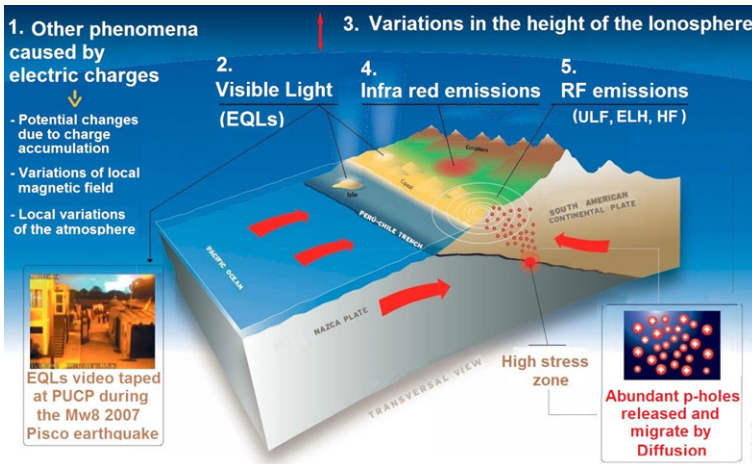 1. Other phenomena
caused by
electric charges
- Potential changes
due to charge
accumulation
- Variations of local
magnetic field
- Local variations
of the atmosphere
2.
Visible Light
(EQLs)
3. Variations in the height of the Ionosphere
4.
Infra red emissions
5.
RF emissions
(ULF, ELH, HF)
Cordillera
Coast
Isle
PERÚ-CHILE TRENCH
PACIFIC OCEAN
NAZCA PLATE
SOUTH AMERICAN
CONTINENTAL PLATE
TRANSVERSAL VIEW
High stress
zone
EQLs video taped
at PUCP during
the Mw8 2007
Pisco earthquake
Abundant p-holes
released and
migrate by
Diffusion